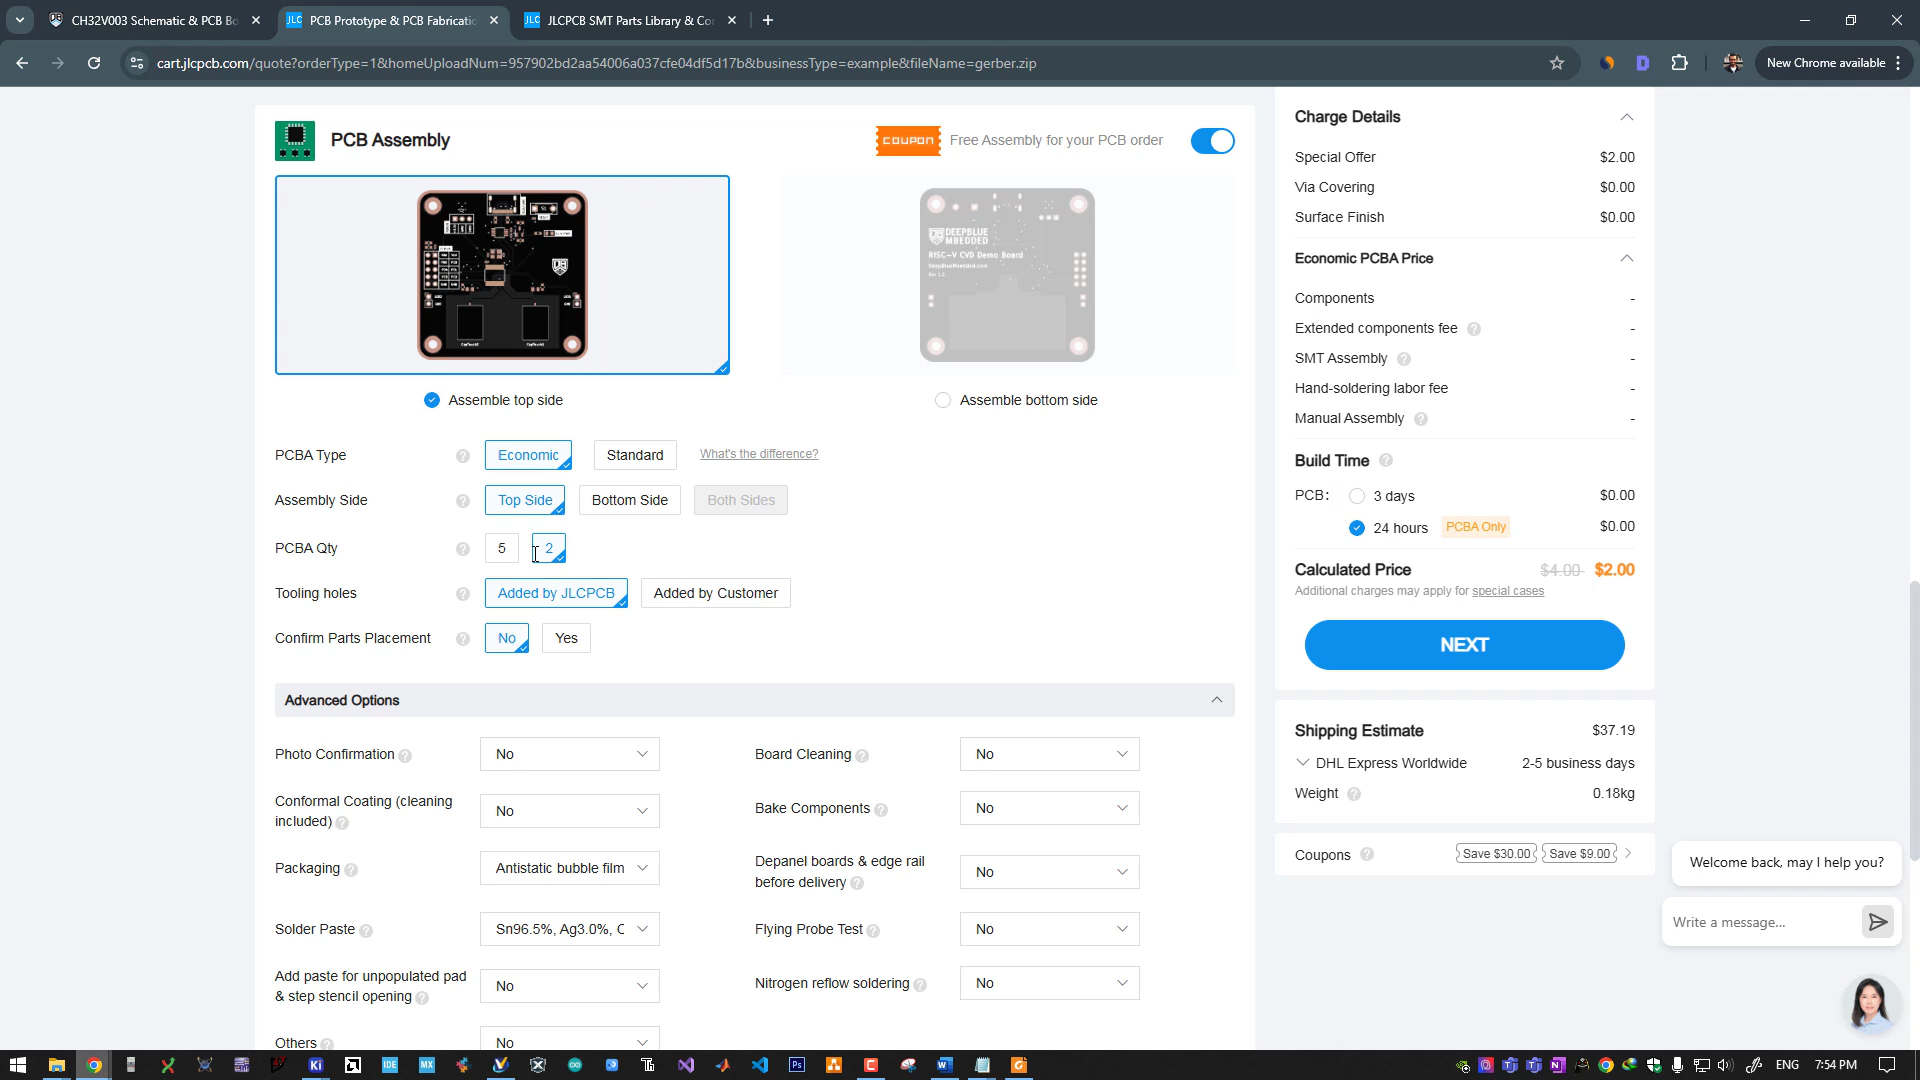 CH32V003 Schematic & PCB Bo
PCB Prototype & PCB Fabricatio
JLCPCB SMT Parts Library & Co
cart.jlcpcb.com/quote?orderType=1&homeUploadNum=957902bd2aa54006a037cfe04df5d17b&businessType=example&fileName=gerber.zip
New Chrome available
PCB Assembly
COUPON
Free Assembly for your PCB order
DEEPBLUE
MBEDDED
RISC-V CVD Demo Board
DeepBlueMbedded.com
Assemble top side
Assemble bottom side
PCBA Type
Economic
Standard
What's the difference?
Assembly Side
Top Side
Bottom Side
Both Sides
PCBA Qty
5
2
Tooling holes
Added by JLCPCB
Added by Customer
Confirm Parts Placement
No
Yes
Advanced Options
Photo Confirmation
No
Board Cleaning
No
Conformal Coating (cleaning
included)
No
Bake Components
No
Packaging
Antistatic bubble film
Depanel boards & edge rail
before delivery
No
Solder Paste
Sn96.5%, Ag3.0%, C
Flying Probe Test
No
Add paste for unpopulated pad
& step stencil opening
No
Nitrogen reflow soldering
No
Others
No
Charge Details
Special Offer $2.00
Via Covering $0.00
Surface Finish $0.00
Economic PCBA Price
Components -
Extended components fee -
SMT Assembly -
Hand-soldering labor fee -
Manual Assembly -
Build Time
PCB: 3 days $0.00
24 hours PCBA Only $0.00
Calculated Price $4.00 $2.00
Additional charges may apply for special cases
NEXT
Shipping Estimate $37.19
DHL Express Worldwide 2-5 business days
Weight 0.18kg
Coupons Save $30.00 Save $9.00
Welcome back, may I help you?
Write a message...
ENG 7:54 PM